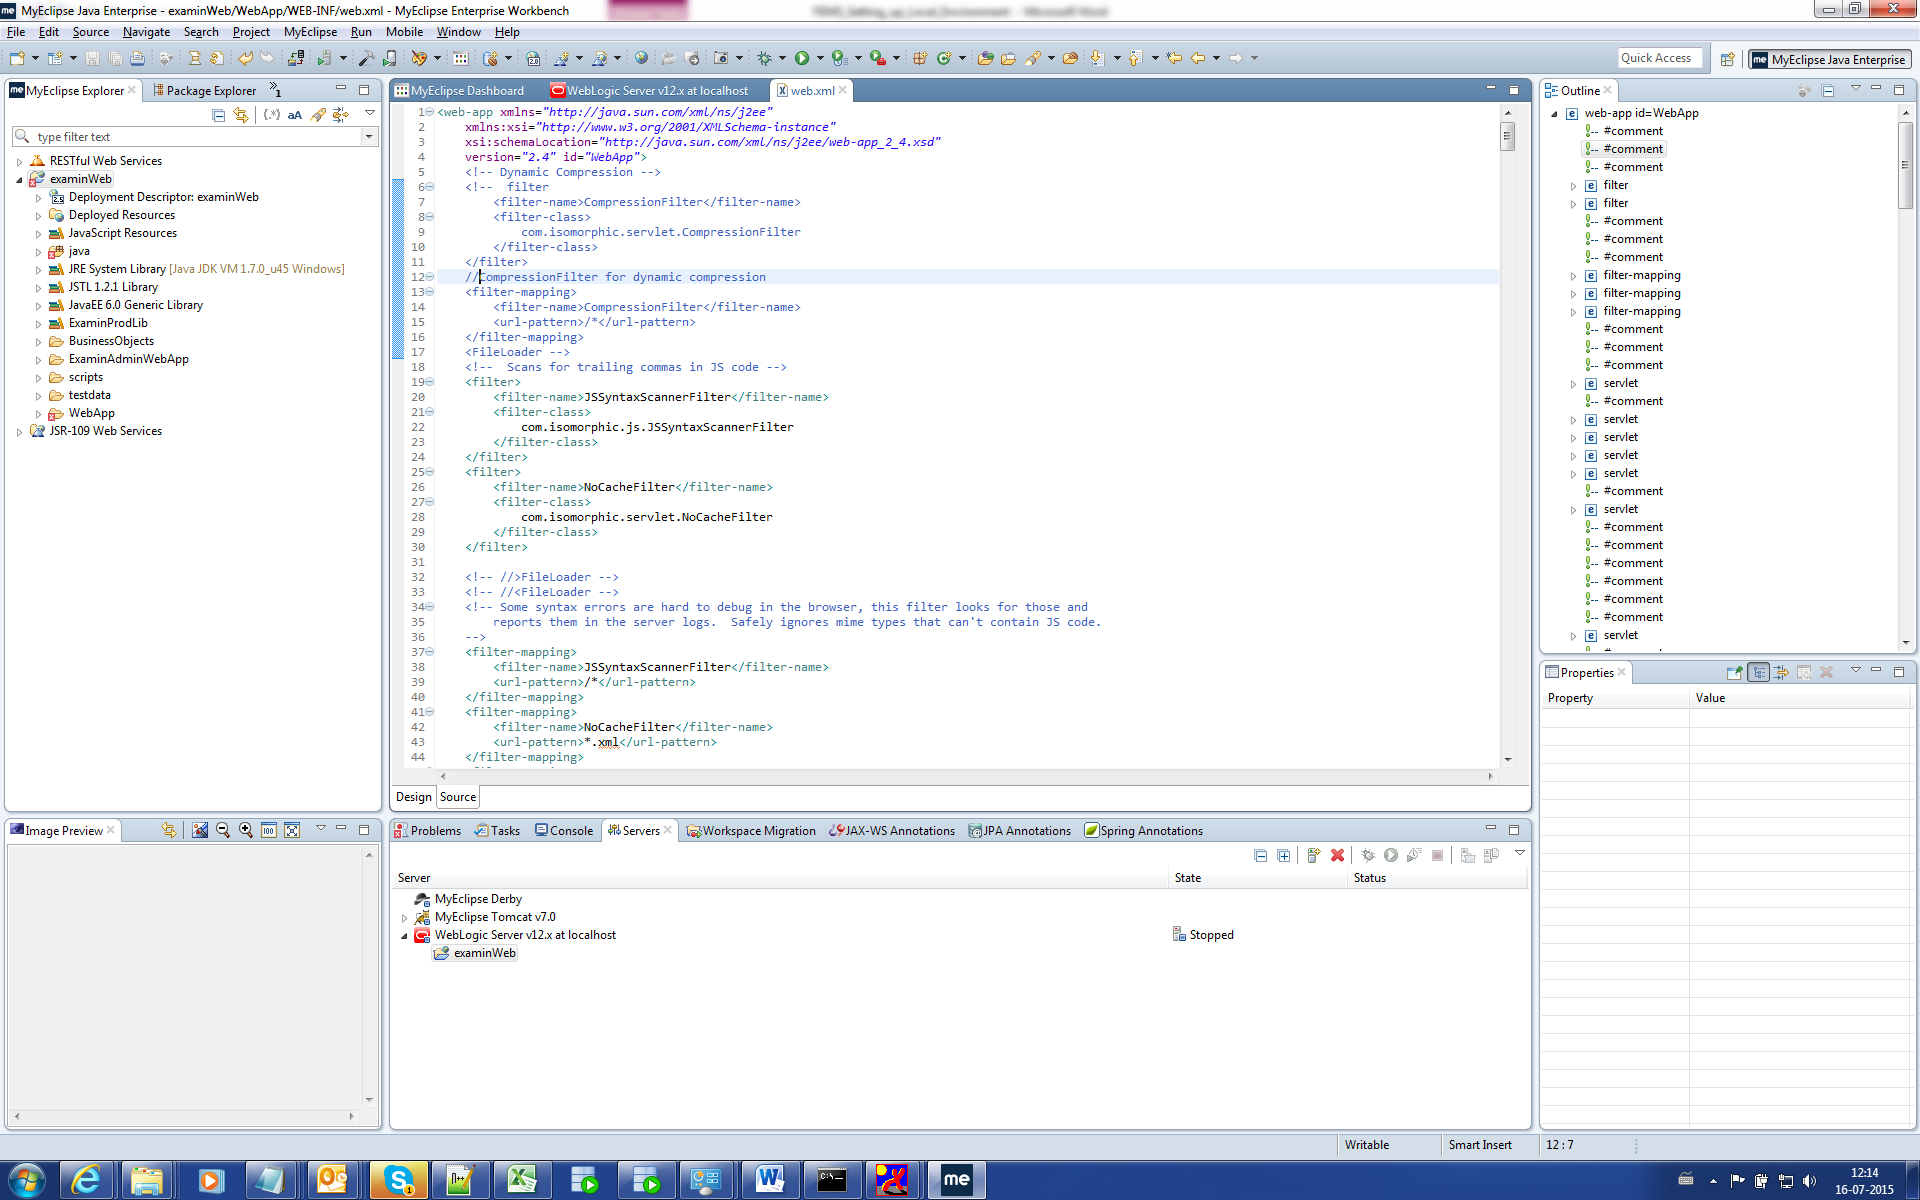 MyEclipse Java Enterprise - examinWeb/WebApp/WEB-INF/web.xml - MyEclipse Enterprise Workbench
File Edit Source Navigate Search Project MyEclipse Run Mobile Window Help
Quick Access
MyEclipse Java Enterprise
MyEclipse Explorer
Package Explorer
type filter text
RESTful Web Services
examinWeb
Deployment Descriptor: examinWeb
Deployed Resources
JavaScript Resources
java
JRE System Library [Java JDK VM 1.7.0_u45 Windows]
JSTL 1.2.1 Library
JavaEE 6.0 Generic Library
ExaminProdLib
BusinessObjects
ExaminAdminWebApp
scripts
testdata
WebApp
JSR-109 Web Services
MyEclipse Dashboard
WebLogic Server v12.x at localhost
web.xml
1 <web-app xmlns="http://java.sun.com/xml/ns/j2ee"
2 xmlns:xsi="http://www.w3.org/2001/XMLSchema-instance"
3 xsi:schemaLocation="http://java.sun.com/xml/ns/j2ee/web-app_2_4.xsd"
4 version="2.4" id="WebApp">
5 <!-- Dynamic Compression -->
6 <!-- filter
7 <filter-name>CompressionFilter</filter-name>
8 <filter-class>
9 com.isomorphic.servlet.CompressionFilter
10 </filter-class>
11 </filter>
12 //CompressionFilter for dynamic compression
13 <filter-mapping>
14 <filter-name>CompressionFilter</filter-name>
15 <url-pattern>/*</url-pattern>
16 </filter-mapping>
17 <FileLoader -->
18 <!-- Scans for trailing commas in JS code -->
19 <filter>
20 <filter-name>JSSyntaxScannerFilter</filter-name>
21 <filter-class>
22 com.isomorphic.js.JSSyntaxScannerFilter
23 </filter-class>
24 </filter>
25 <filter>
26 <filter-name>NoCacheFilter</filter-name>
27 <filter-class>
28 com.isomorphic.servlet.NoCacheFilter
29 </filter-class>
30 </filter>
31
32 <!-- //>FileLoader -->
33 <!-- //<FileLoader -->
34 <!-- Some syntax errors are hard to debug in the browser, this filter looks for those and
35 reports them in the server logs. Safely ignores mime types that can't contain JS code.
36 -->
37 <filter-mapping>
38 <filter-name>JSSyntaxScannerFilter</filter-name>
39 <url-pattern>/*</url-pattern>
40 </filter-mapping>
41 <filter-mapping>
42 <filter-name>NoCacheFilter</filter-name>
43 <url-pattern>*.xml</url-pattern>
44 </filter-mapping>
Design Source
Outline
web-app id=WebApp
#comment
#comment
#comment
filter
filter
#comment
#comment
#comment
filter-mapping
filter-mapping
filter-mapping
#comment
#comment
#comment
servlet
#comment
servlet
servlet
servlet
servlet
#comment
servlet
#comment
#comment
#comment
#comment
#comment
#comment
servlet
Properties
Property Value
Image Preview
Problems Tasks Console Servers Workspace Migration JAX-WS Annotations JPA Annotations Spring Annotations
Server State Status
MyEclipse Derby
MyEclipse Tomcat v7.0
WebLogic Server v12.x at localhost Stopped
examinWeb
Writable Smart Insert 12 : 7
12:14
16-07-2015